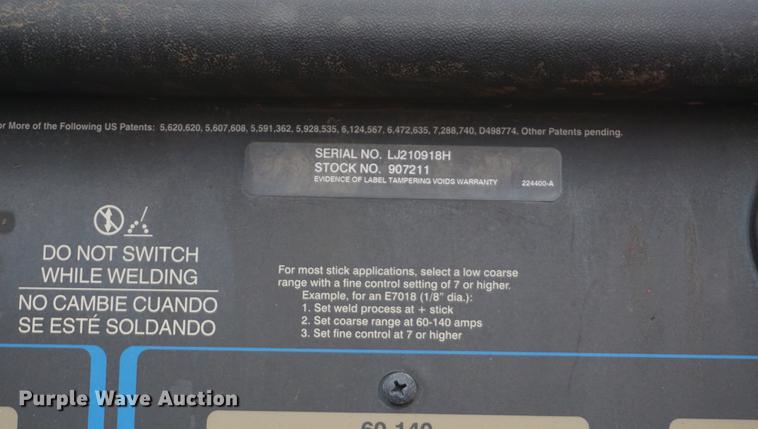 or More of the Following US Patents: 5,620,620, 5,607,608, 5,591,362, 5,928,535, 6,124,567, 6,472,635, 7,288,740, D498774. Other Patents pending.
SERIAL NO. LJ210918H
STOCK NO. 907211
EVIDENCE OF LABEL TAMPERING VOIDS WARRANTY 224400-A
DO NOT SWITCH
WHILE WELDING
NO CAMBIE CUANDO
SE ESTÉ SOLDANDO
For most stick applications, select a low coarse
range with a fine control setting of 7 or higher.
Example, for an E7018 (1/8" dia.):
1. Set weld process at + stick
2. Set coarse range at 60-140 amps
3. Set fine control at 7 or higher
60-140
Purple Wave Auction